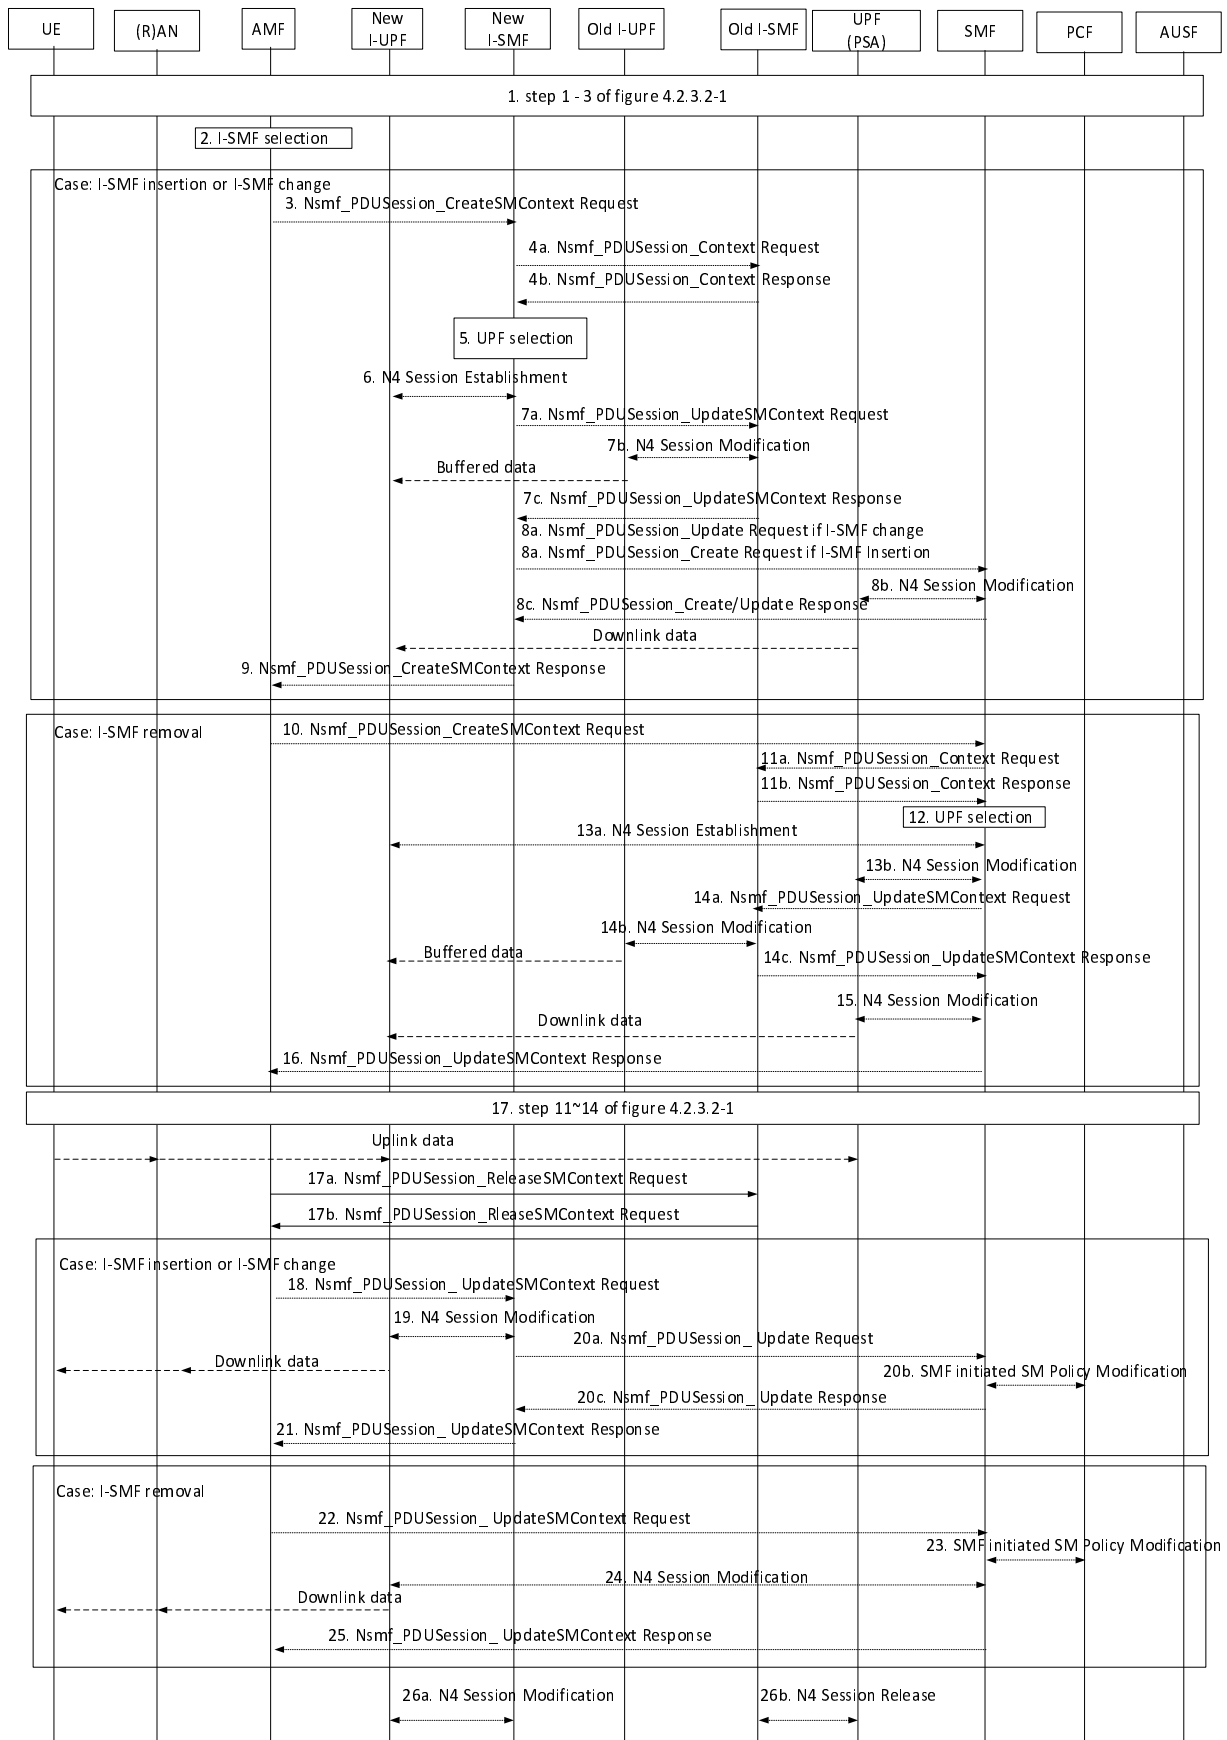 UE
(R)AN
AMF
New
I-UPF
New
I-SMF
Old I-UPF
Old I-SMF
UPF
(PSA)
SMF
PCF
AUSF
1. step 1 - 3 of figure 4.2.3.2-1
2. I-SMF selection
Case: I-SMF insertion or I-SMF change
3. Nsmf_PDUSession_CreateSMContext Request
4a. Nsmf_PDUSession_Context Request
4b. Nsmf_PDUSession_Context Response
5. UPF selection
6. N4 Session Establishment
7a. Nsmf_PDUSession_UpdateSMContext Request
7b. N4 Session Modification
Buffered data
7c. Nsmf_PDUSession_UpdateSMContext Response
8a. Nsmf_PDUSession_Update Request if I-SMF change
8a. Nsmf_PDUSession_Create Request if I-SMF Insertion
8b. N4 Session Modification
8c. Nsmf_PDUSession_Create/Update Response
Downlink data
9. Nsmf_PDUSession_CreateSMContext Response
Case: I-SMF removal
10. Nsmf_PDUSession_CreateSMContext Request
11a. Nsmf_PDUSession_Context Request
11b. Nsmf_PDUSession_Context Response
12. UPF selection
13a. N4 Session Establishment
13b. N4 Session Modification
14a. Nsmf_PDUSession_UpdateSMContext Request
14b. N4 Session Modification
Buffered data
14c. Nsmf_PDUSession_UpdateSMContext Response
15. N4 Session Modification
Downlink data
16. Nsmf_PDUSession_UpdateSMContext Response
17. step 11~14 of figure 4.2.3.2-1
Uplink data
17a. Nsmf_PDUSession_ReleaseSMContext Request
17b. Nsmf_PDUSession_RleaseSMContext Request
Case: I-SMF insertion or I-SMF change
18. Nsmf_PDUSession_ UpdateSMContext Request
19. N4 Session Modification
20a. Nsmf_PDUSession_ Update Request
Downlink data
20b. SMF initiated SM Policy Modification
20c. Nsmf_PDUSession_ Update Response
21. Nsmf_PDUSession_ UpdateSMContext Response
Case: I-SMF removal
22. Nsmf_PDUSession_ UpdateSMContext Request
23. SMF initiated SM Policy Modification
24. N4 Session Modification
Downlink data
25. Nsmf_PDUSession_ UpdateSMContext Response
26a. N4 Session Modification
26b. N4 Session Release